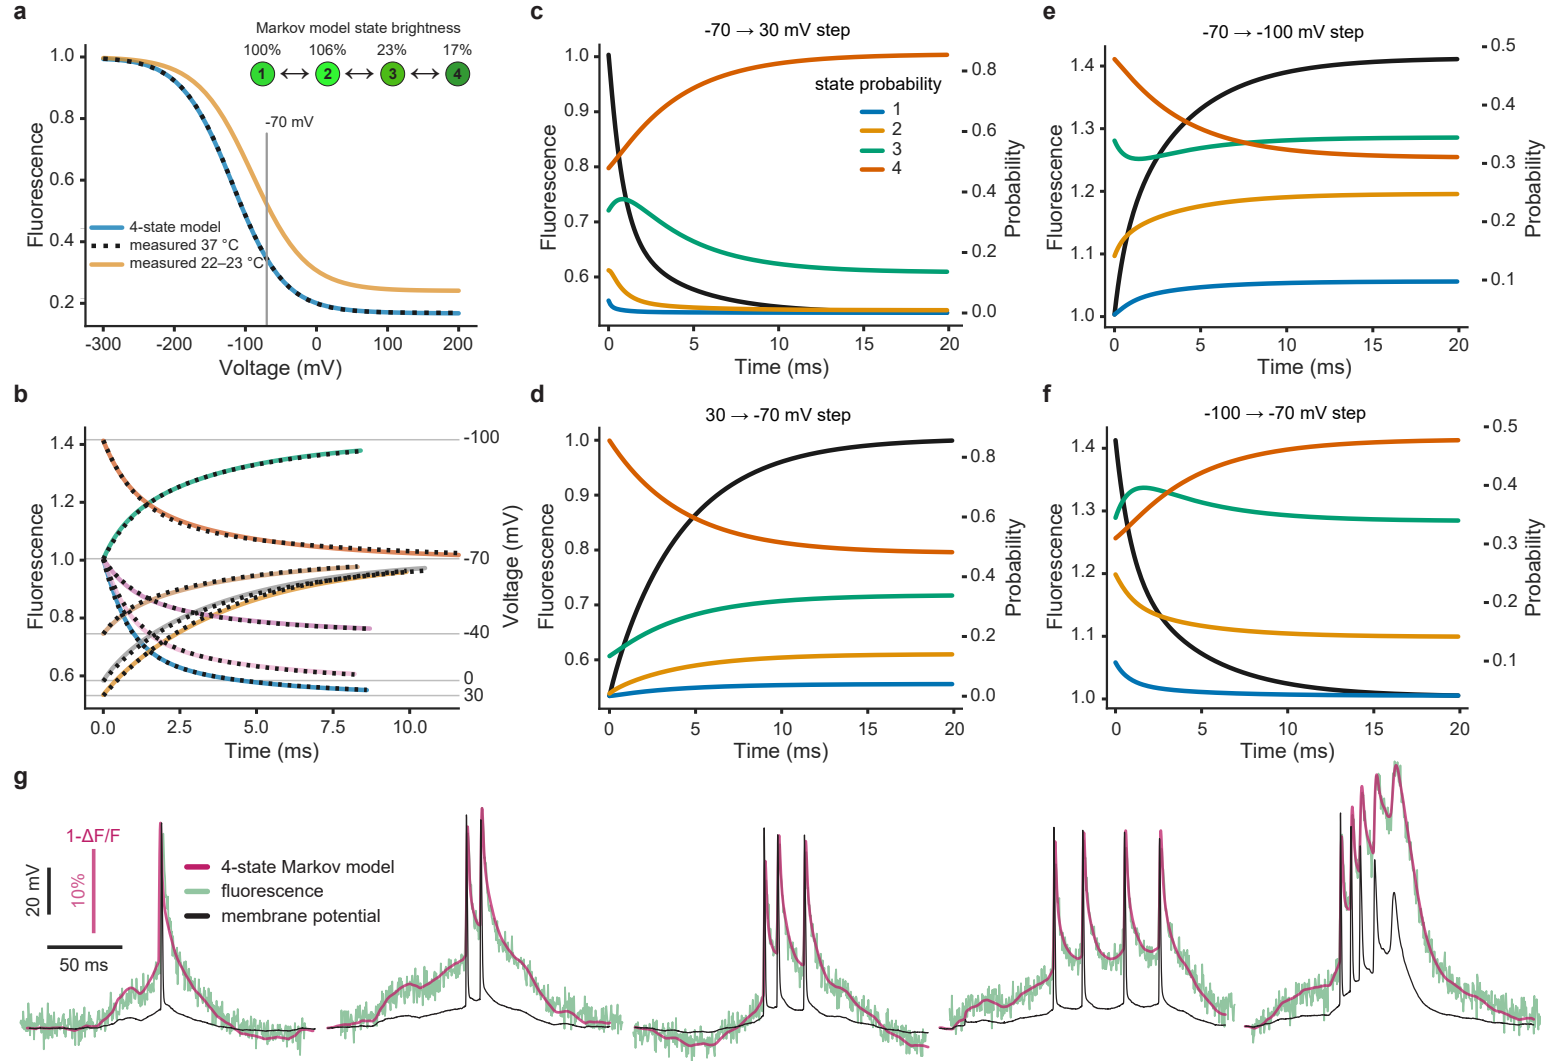 a
Markov model state brightness
100% 106% 23% 17%
1 2 3 4
-70 mV
1.0
0.8
0.6
0.4
0.2
Fluorescence
4-state model
measured 37 °C
measured 22–23 °C
-300 -200 -100 0 100 200
Voltage (mV)
b
1.4
1.2
1.0
0.8
0.6
Fluorescence
-100
-70
-40
0
30
Voltage (mV)
0.0 2.5 5.0 7.5 10.0
Time (ms)
c
-70 → 30 mV step
1.0
0.9
0.8
0.7
0.6
Fluorescence
state probability
1
2
3
4
0.8
0.6
0.4
0.2
0.0
Probability
0 5 10 15 20
Time (ms)
d
30 → -70 mV step
1.0
0.9
0.8
0.7
0.6
Fluorescence
0.8
0.6
0.4
0.2
0.0
Probability
0 5 10 15 20
Time (ms)
e
-70 → -100 mV step
1.4
1.3
1.2
1.1
1.0
Fluorescence
0.5
0.4
0.3
0.2
0.1
Probability
0 5 10 15 20
Time (ms)
f
-100 → -70 mV step
1.4
1.3
1.2
1.1
1.0
Fluorescence
0.5
0.4
0.3
0.2
0.1
Probability
0 5 10 15 20
Time (ms)
g
1-ΔF/F
20 mV
10%
50 ms
4-state Markov model
fluorescence
membrane potential